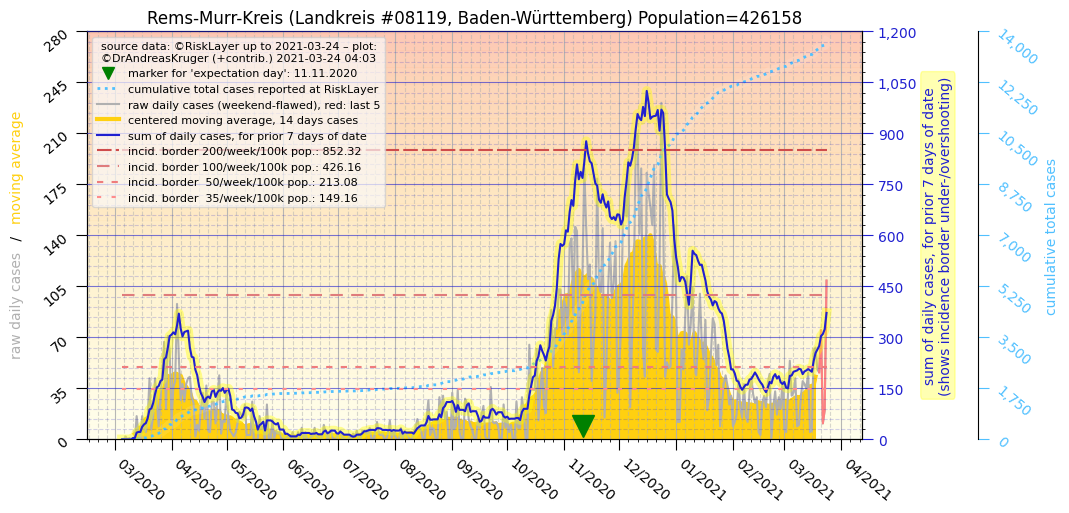 Rems-Murr-Kreis (Landkreis #08119, Baden-Württemberg) Population=426158
source data: ©RiskLayer up to 2021-03-24 – plot:
©DrAndreasKruger (+contrib.) 2021-03-24 04:03
marker for 'expectation day': 11.11.2020
cumulative total cases reported at RiskLayer
raw daily cases (weekend-flawed), red: last 5
centered moving average, 14 days cases
sum of daily cases, for prior 7 days of date
incid. border 200/week/100k pop.: 852.32
incid. border 100/week/100k pop.: 426.16
incid. border  50/week/100k pop.: 213.08
incid. border  35/week/100k pop.: 149.16
raw daily cases / moving average
280
245
210
175
140
105
70
35
0
03/2020
04/2020
05/2020
06/2020
07/2020
08/2020
09/2020
10/2020
11/2020
12/2020
01/2021
02/2021
03/2021
04/2021
1,200
1,050
900
750
600
450
300
150
0
sum of daily cases, for prior 7 days of date
(shows incidence border under-/overshooting)
14,000
12,250
10,500
8,750
7,000
5,250
3,500
1,750
0
cumulative total cases